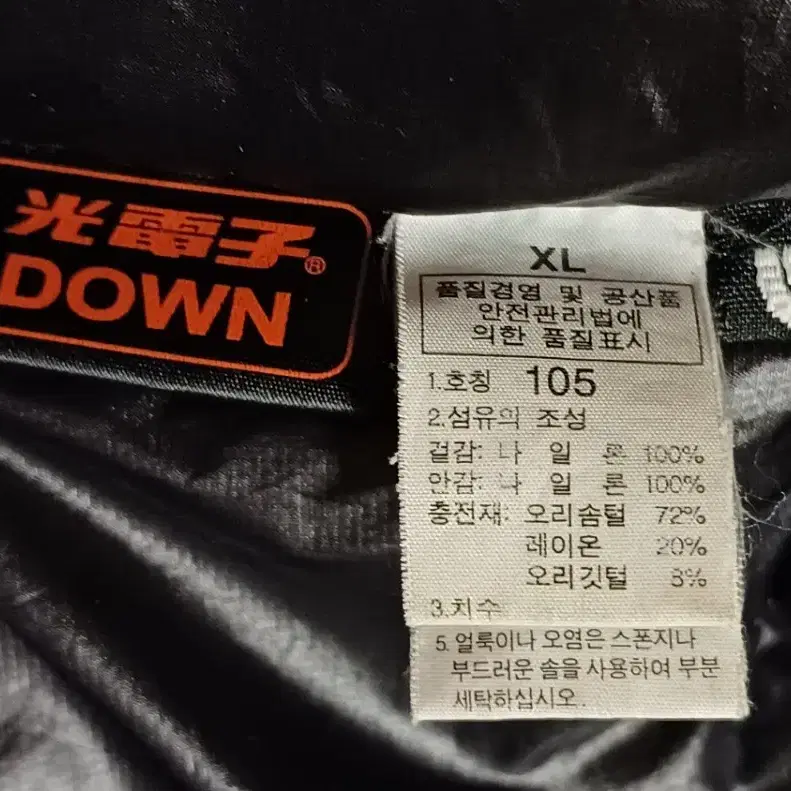 光電子®
DOWN
XL
품질경영 및 공산품
안전관리법에
의한 품질표시
1.호칭 105
2.섬유의 조성
겉감: 나 일 론 100%
안감: 나 일 론 100%
충전재: 오리솜털 72%
레이온 20%
오리깃털 8%
3.치수
5.얼룩이나 오염은 스폰지나
부드러운 솔을 사용하여 부분
세탁하십시오.